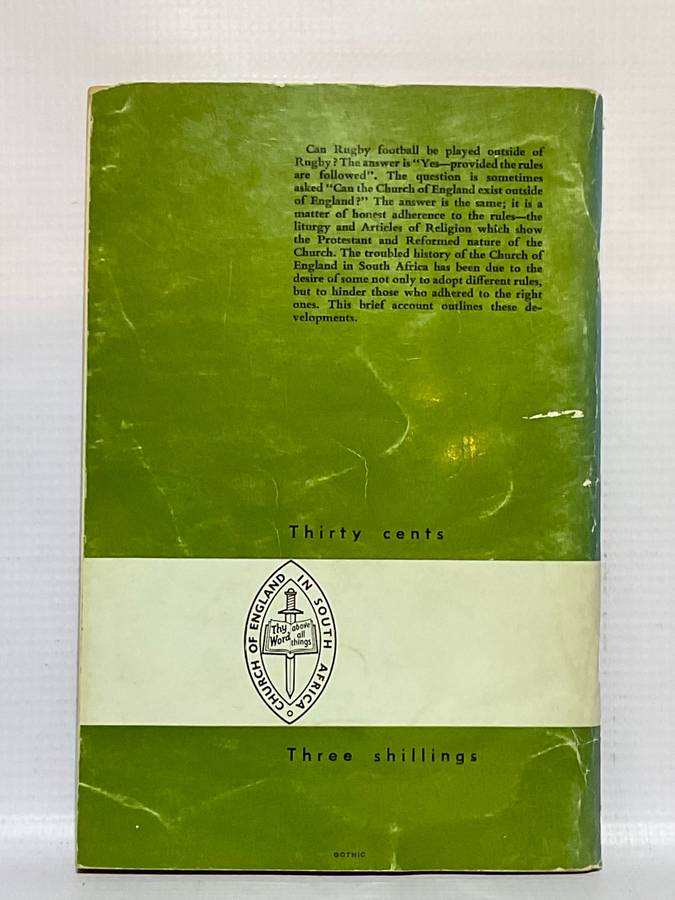 Can Rugby football be played outside of
Rugby? The answer is "Yes—provided the rules
are followed". The question is sometimes
asked "Can the Church of England exist outside
of England?" The answer is the same; it is a
matter of honest adherence to the rules—the
liturgy and Articles of Religion which show
the Protestant and Reformed nature of the
Church. The troubled history of the Church of
England in South Africa has been due to the
desire of some not only to adopt different rules,
but to hinder those who adhered to the right
ones. This brief account outlines these de-
velopments.
Thirty cents
CHURCH OF ENGLAND IN SOUTH AFRICA
Thy above
Word all
things
Three shillings
GOTHIC